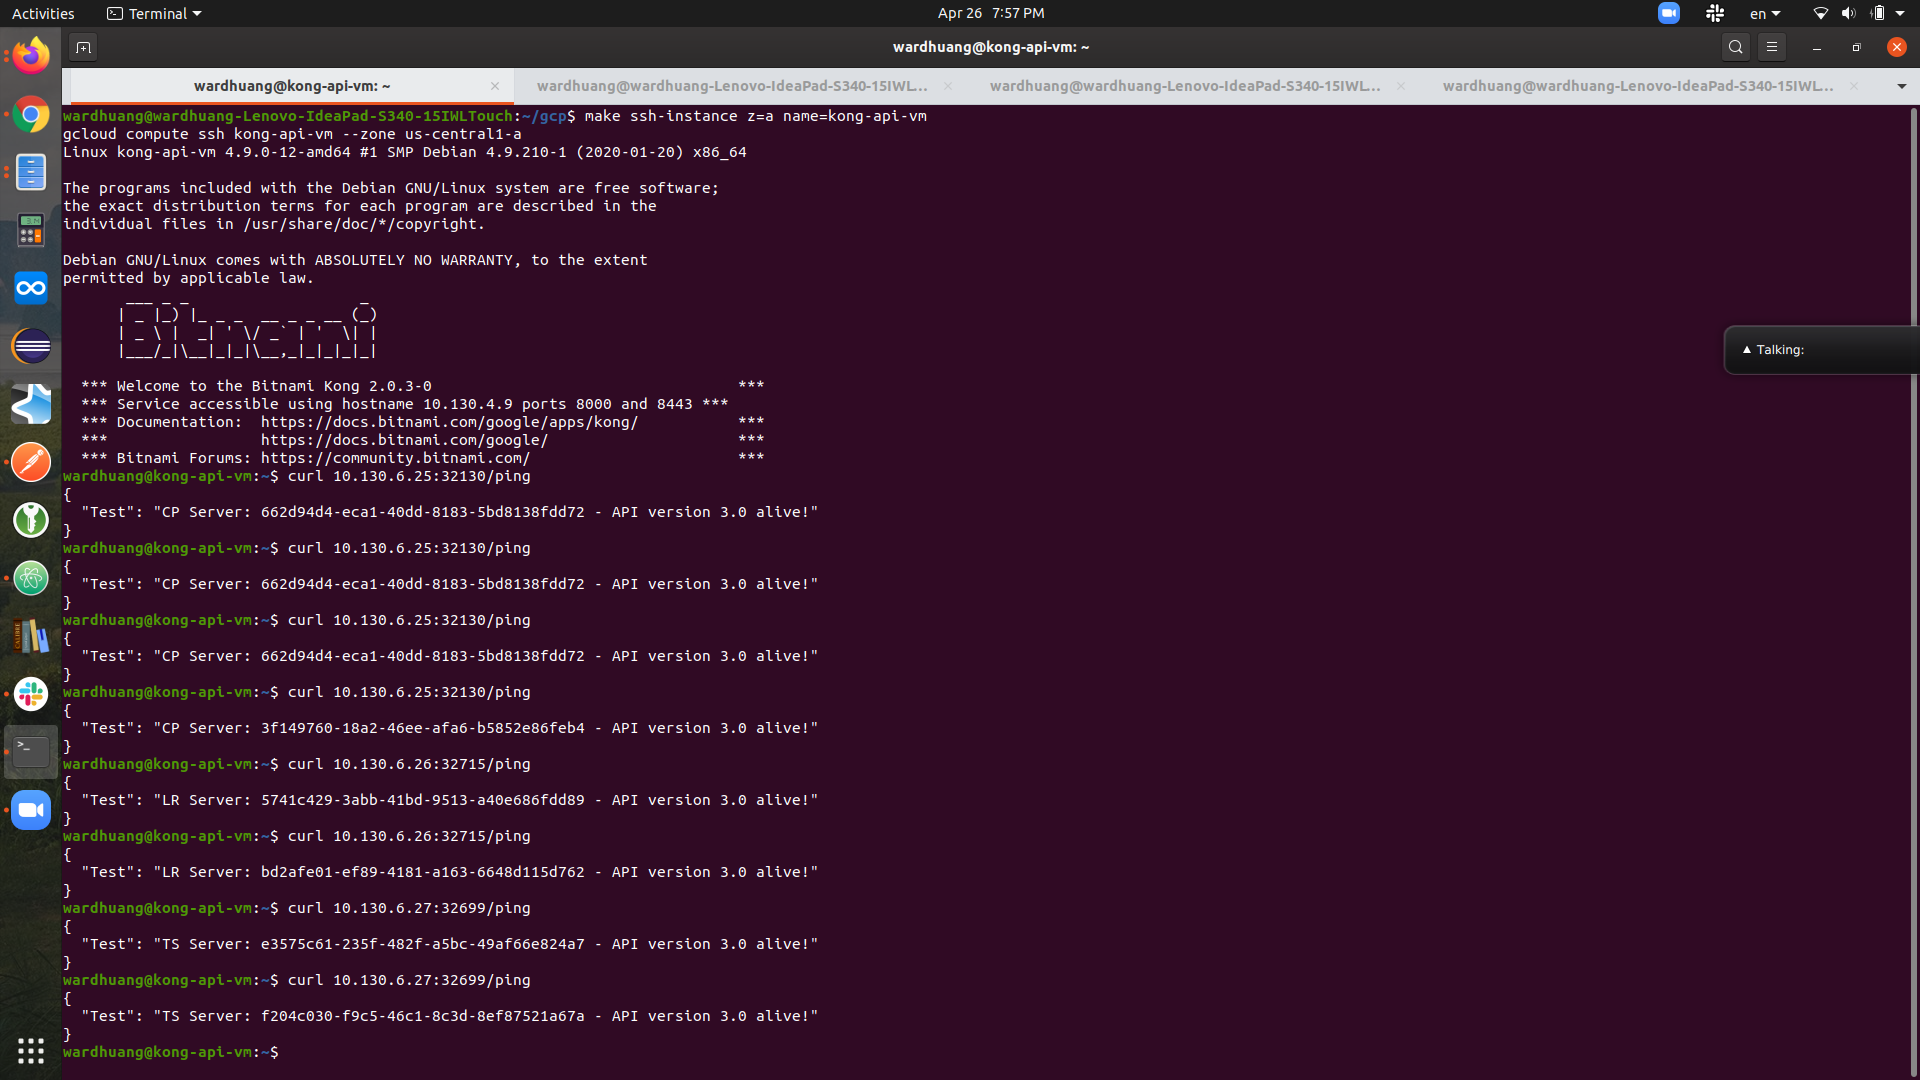 Activities Terminal Apr 26 7:57 PM en
wardhuang@kong-api-vm: ~
wardhuang@kong-api-vm: ~ wardhuang@wardhuang-Lenovo-IdeaPad-S340-15IWL... wardhuang@wardhuang-Lenovo-IdeaPad-S340-15IWL... wardhuang@wardhuang-Lenovo-IdeaPad-S340-15IWL...
wardhuang@wardhuang-Lenovo-IdeaPad-S340-15IWLTouch:~/gcp$ make ssh-instance z=a name=kong-api-vm
gcloud compute ssh kong-api-vm --zone us-central1-a
Linux kong-api-vm 4.9.0-12-amd64 #1 SMP Debian 4.9.210-1 (2020-01-20) x86_64
The programs included with the Debian GNU/Linux system are free software;
the exact distribution terms for each program are described in the
individual files in /usr/share/doc/*/copyright.
Debian GNU/Linux comes with ABSOLUTELY NO WARRANTY, to the extent
permitted by applicable law.
Bitnami
*** Welcome to the Bitnami Kong 2.0.3-0 ***
*** Service accessible using hostname 10.130.4.9 ports 8000 and 8443 ***
*** Documentation: https://docs.bitnami.com/google/apps/kong/ ***
*** https://docs.bitnami.com/google/ ***
*** Bitnami Forums: https://community.bitnami.com/ ***
wardhuang@kong-api-vm:~$ curl 10.130.6.25:32130/ping
{
"Test": "CP Server: 662d94d4-eca1-40dd-8183-5bd8138fdd72 - API version 3.0 alive!"
}
wardhuang@kong-api-vm:~$ curl 10.130.6.25:32130/ping
{
"Test": "CP Server: 662d94d4-eca1-40dd-8183-5bd8138fdd72 - API version 3.0 alive!"
}
wardhuang@kong-api-vm:~$ curl 10.130.6.25:32130/ping
{
"Test": "CP Server: 662d94d4-eca1-40dd-8183-5bd8138fdd72 - API version 3.0 alive!"
}
wardhuang@kong-api-vm:~$ curl 10.130.6.25:32130/ping
{
"Test": "CP Server: 3f149760-18a2-46ee-afa6-b5852e86feb4 - API version 3.0 alive!"
}
wardhuang@kong-api-vm:~$ curl 10.130.6.26:32715/ping
{
"Test": "LR Server: 5741c429-3abb-41bd-9513-a40e686fdd89 - API version 3.0 alive!"
}
wardhuang@kong-api-vm:~$ curl 10.130.6.26:32715/ping
{
"Test": "LR Server: bd2afe01-ef89-4181-a163-6648d115d762 - API version 3.0 alive!"
}
wardhuang@kong-api-vm:~$ curl 10.130.6.27:32699/ping
{
"Test": "TS Server: e3575c61-235f-482f-a5bc-49af66e824a7 - API version 3.0 alive!"
}
wardhuang@kong-api-vm:~$ curl 10.130.6.27:32699/ping
{
"Test": "TS Server: f204c030-f9c5-46c1-8c3d-8ef87521a67a - API version 3.0 alive!"
}
wardhuang@kong-api-vm:~$
Talking: